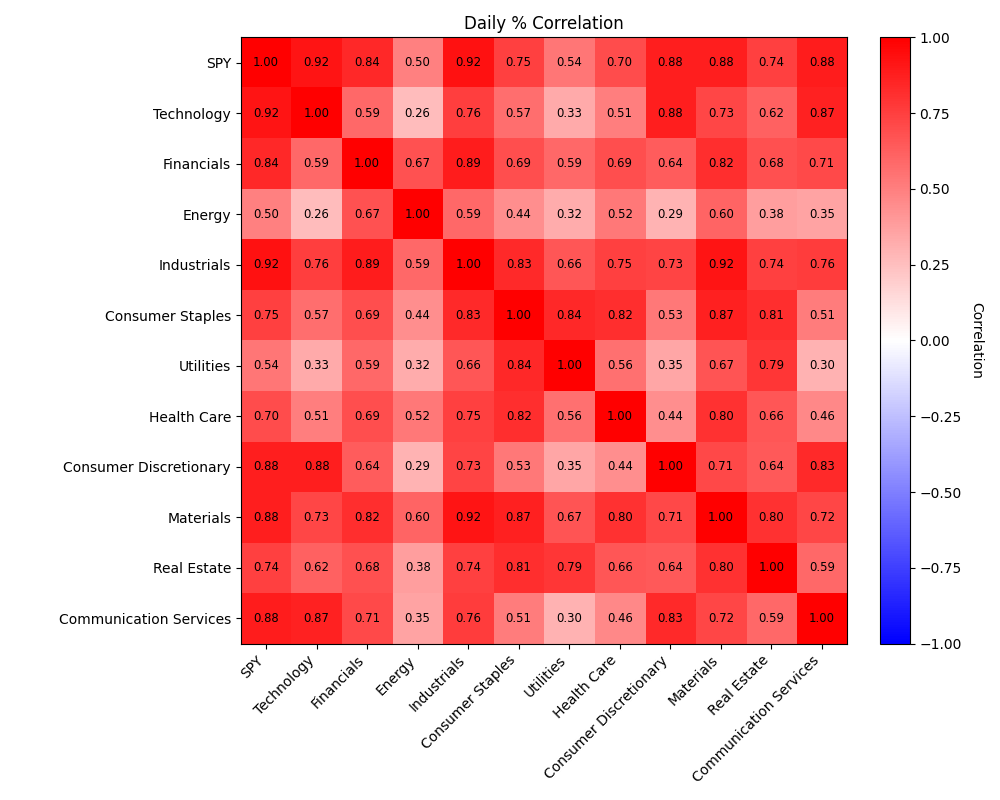 Daily % Correlation
SPY 1.00 0.92 0.84 0.50 0.92 0.75 0.54 0.70 0.88 0.88 0.74 0.88
Technology 0.92 1.00 0.59 0.26 0.76 0.57 0.33 0.51 0.88 0.73 0.62 0.87
Financials 0.84 0.59 1.00 0.67 0.89 0.69 0.59 0.69 0.64 0.82 0.68 0.71
Energy 0.50 0.26 0.67 1.00 0.59 0.44 0.32 0.52 0.29 0.60 0.38 0.35
Industrials 0.92 0.76 0.89 0.59 1.00 0.83 0.66 0.75 0.73 0.92 0.74 0.76
Consumer Staples 0.75 0.57 0.69 0.44 0.83 1.00 0.84 0.82 0.53 0.87 0.81 0.51
Utilities 0.54 0.33 0.59 0.32 0.66 0.84 1.00 0.56 0.35 0.67 0.79 0.30
Health Care 0.70 0.51 0.69 0.52 0.75 0.82 0.56 1.00 0.44 0.80 0.66 0.46
Consumer Discretionary 0.88 0.88 0.64 0.29 0.73 0.53 0.35 0.44 1.00 0.71 0.64 0.83
Materials 0.88 0.73 0.82 0.60 0.92 0.87 0.67 0.80 0.71 1.00 0.80 0.72
Real Estate 0.74 0.62 0.68 0.38 0.74 0.81 0.79 0.66 0.64 0.80 1.00 0.59
Communication Services 0.88 0.87 0.71 0.35 0.76 0.51 0.30 0.46 0.83 0.72 0.59 1.00
SPY
Technology
Financials
Energy
Industrials
Consumer Staples
Utilities
Health Care
Consumer Discretionary
Materials
Real Estate
Communication Services
1.00
0.75
0.50
0.25
0.00
−0.25
−0.50
−0.75
−1.00
Correlation